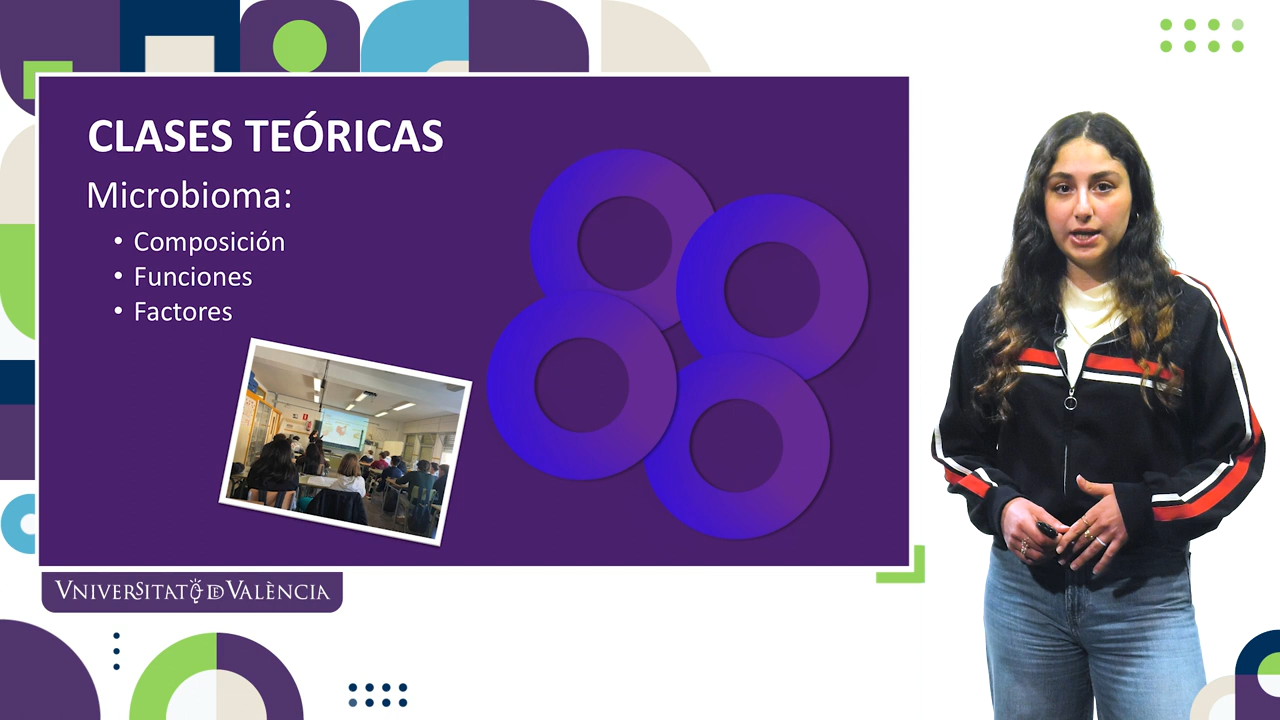 CLASES TEÓRICAS
Microbioma:
• Composición
• Funciones
• Factores
VNIVERSITAT DE VALÈNCIA